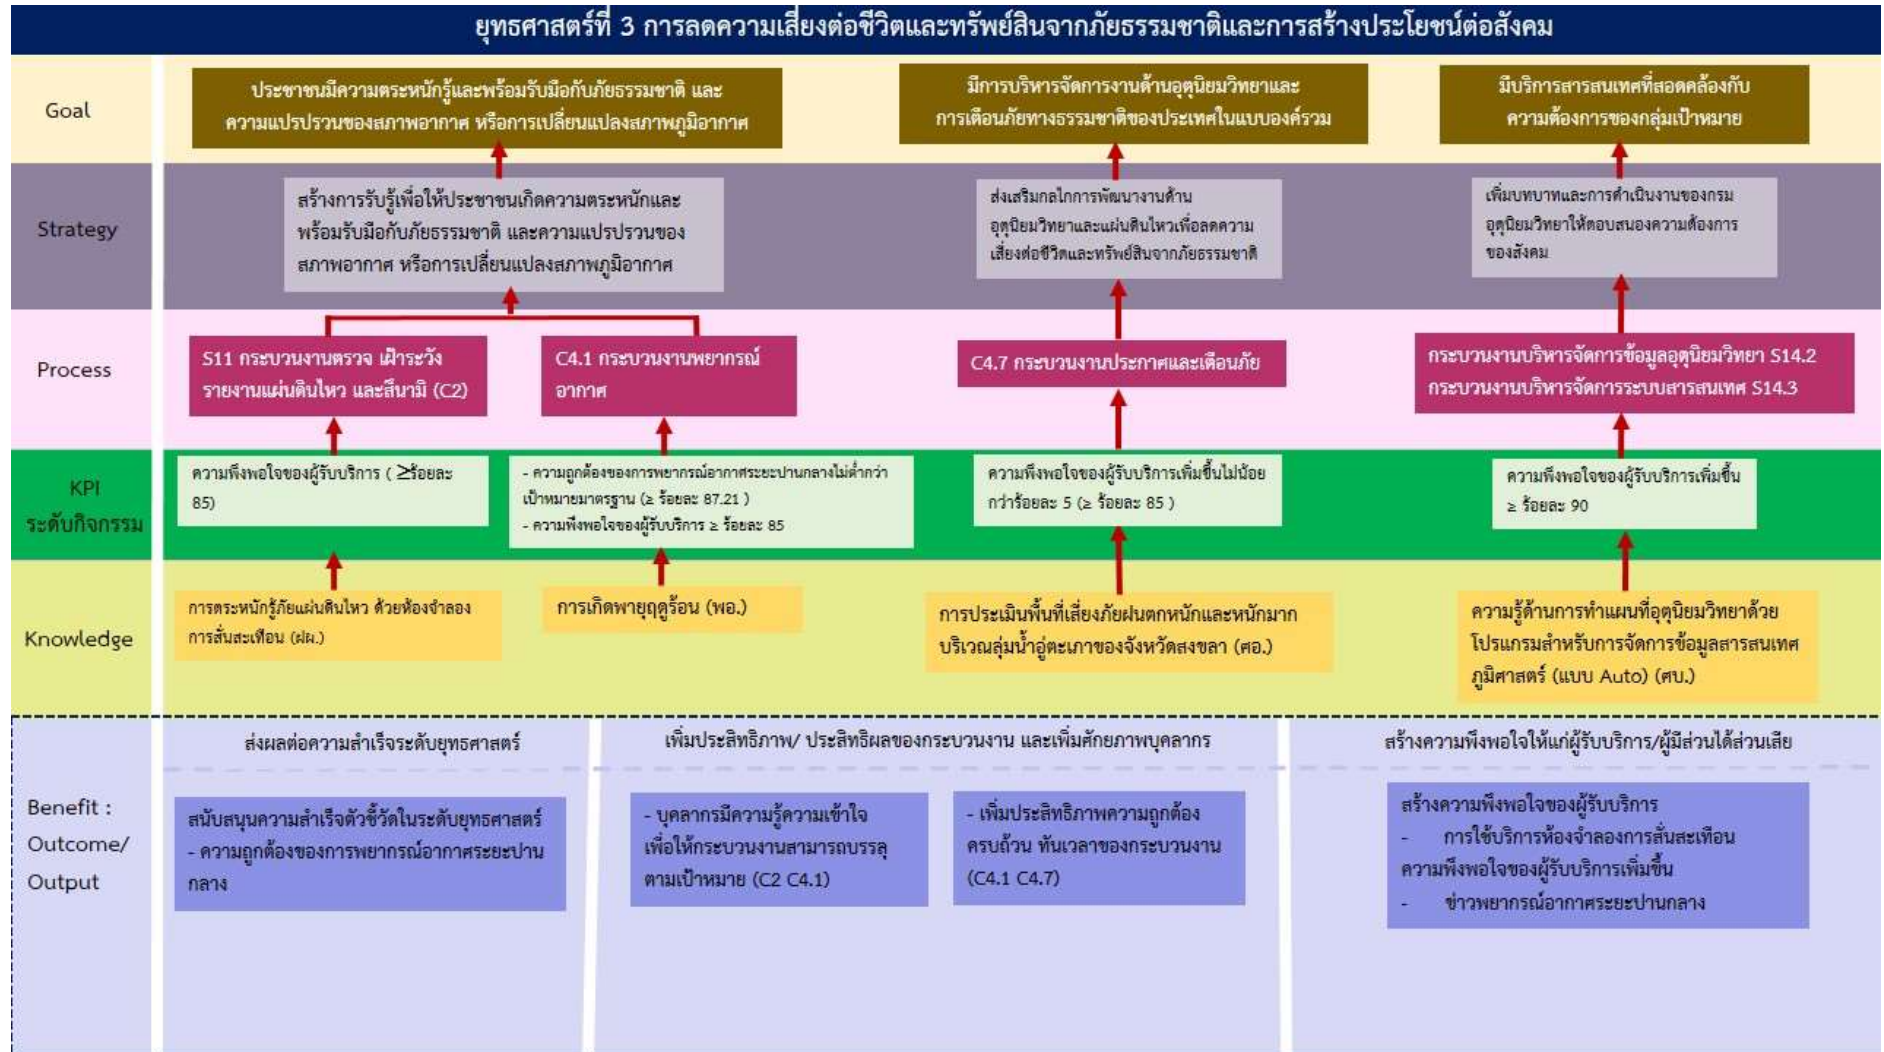 ยุทธศาสตร์ที่ 3 การลดความเสี่ยงต่อชีวิตและทรัพย์สินจากภัยธรรมชาติและการสร้างประโยชน์ต่อสังคม
Goal
ประชาชนมีความตระหนักรู้และพร้อมรับมือกับภัยธรรมชาติ และ
ความแปรปรวนของสภาพอากาศ หรือการเปลี่ยนแปลงสภาพภูมิอากาศ
มีการบริหารจัดการงานด้านอุตุนิยมวิทยาและ
การเตือนภัยทางธรรมชาติของประเทศในแบบองค์รวม
มีบริการสารสนเทศที่สอดคล้องกับ
ความต้องการของกลุ่มเป้าหมาย
Strategy
สร้างการรับรู้เพื่อให้ประชาชนเกิดความตระหนักและ
พร้อมรับมือกับภัยธรรมชาติ และความแปรปรวนของ
สภาพอากาศ หรือการเปลี่ยนแปลงสภาพภูมิอากาศ
ส่งเสริมกลไกการพัฒนางานด้าน
อุตุนิยมวิทยาและแผ่นดินไหวเพื่อลดความ
เสี่ยงต่อชีวิตและทรัพย์สินจากภัยธรรมชาติ
เพิ่มบทบาทและการดำเนินงานของกรม
อุตุนิยมวิทยาให้ตอบสนองความต้องการ
ของสังคม
Process
S11 กระบวนงานตรวจ เฝ้าระวัง
รายงานแผ่นดินไหว และสึนามิ (C2)
C4.1 กระบวนงานพยากรณ์
อากาศ
C4.7 กระบวนงานประกาศและเตือนภัย
กระบวนงานบริหารจัดการข้อมูลอุตุนิยมวิทยา S14.2
กระบวนงานบริหารจัดการระบบสารสนเทศ S14.3
KPI
ระดับกิจกรรม
ความพึงพอใจของผู้รับบริการ ( ≥ร้อยละ
85)
- ความถูกต้องของการพยากรณ์อากาศระยะปานกลางไม่ต่ำกว่า
เป้าหมายมาตรฐาน (≥ ร้อยละ 87.21 )
- ความพึงพอใจของผู้รับบริการ ≥ ร้อยละ 85
ความพึงพอใจของผู้รับบริการเพิ่มขึ้นไม่น้อย
กว่าร้อยละ 5 (≥ ร้อยละ 85 )
ความพึงพอใจของผู้รับบริการเพิ่มขึ้น
≥ ร้อยละ 90
Knowledge
การตระหนักรู้ภัยแผ่นดินไหว ด้วยห้องจำลอง
การสั่นสะเทือน (ฝผ.)
การเกิดพายุฤดูร้อน (พอ.)
การประเมินพื้นที่เสี่ยงภัยฝนตกหนักและหนักมาก
บริเวณลุ่มน้ำอู่ตะเภาของจังหวัดสงขลา (ศอ.)
ความรู้ด้านการทำแผนที่อุตุนิยมวิทยาด้วย
โปรแกรมสำหรับการจัดการข้อมูลสารสนเทศ
ภูมิศาสตร์ (แบบ Auto) (ศบ.)
Benefit :
Outcome/
Output
ส่งผลต่อความสำเร็จระดับยุทธศาสตร์
เพิ่มประสิทธิภาพ/ ประสิทธิผลของกระบวนงาน และเพิ่มศักยภาพบุคลากร
สร้างความพึงพอใจให้แก่ผู้รับบริการ/ผู้มีส่วนได้ส่วนเสีย
สนับสนุนความสำเร็จตัวชี้วัดในระดับยุทธศาสตร์
- ความถูกต้องของการพยากรณ์อากาศระยะปาน
กลาง
- บุคลากรมีความรู้ความเข้าใจ
เพื่อให้กระบวนงานสามารถบรรลุ
ตามเป้าหมาย (C2 C4.1)
- เพิ่มประสิทธิภาพความถูกต้อง
ครบถ้วน ทันเวลาของกระบวนงาน
(C4.1 C4.7)
สร้างความพึงพอใจของผู้รับบริการ
- การใช้บริการห้องจำลองการสั่นสะเทือน
ความพึงพอใจของผู้รับบริการเพิ่มขึ้น
- ข่าวพยากรณ์อากาศระยะปานกลาง